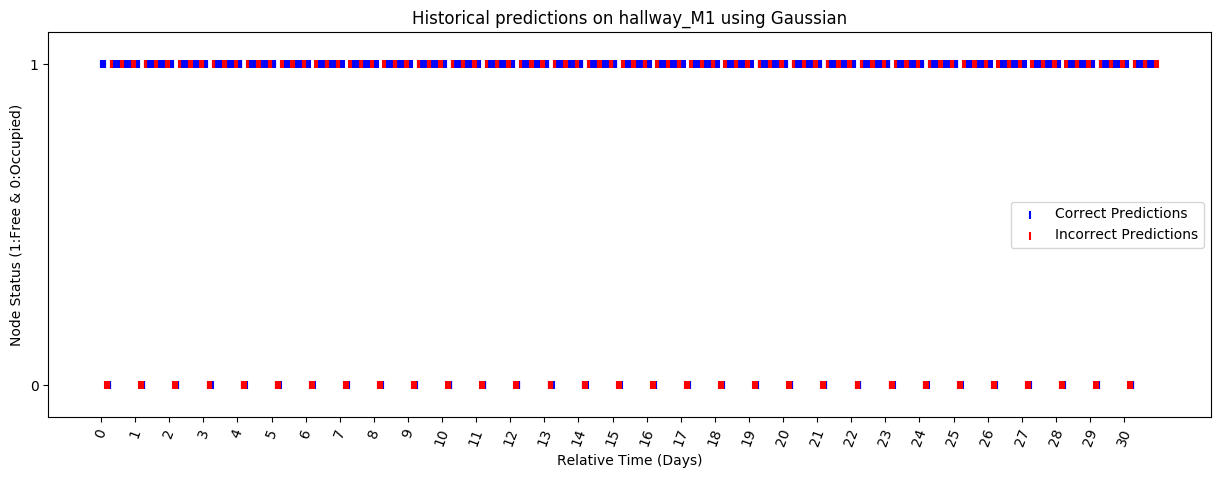 Historical predictions on hallway_M1 using Gaussian
Node Status (1:Free & 0:Occupied)
1
0
Correct Predictions
Incorrect Predictions
0 1 2 3 4 5 6 7 8 9 10 11 12 13 14 15 16 17 18 19 20 21 22 23 24 25 26 27 28 29 30
Relative Time (Days)